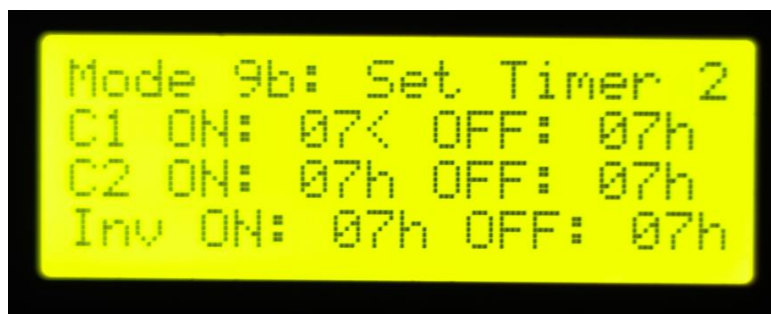 Mode 9b: Set Timer 2
C1 ON: 07< OFF: 07h
C2 ON: 07h OFF: 07h
Inv ON: 07h OFF: 07h